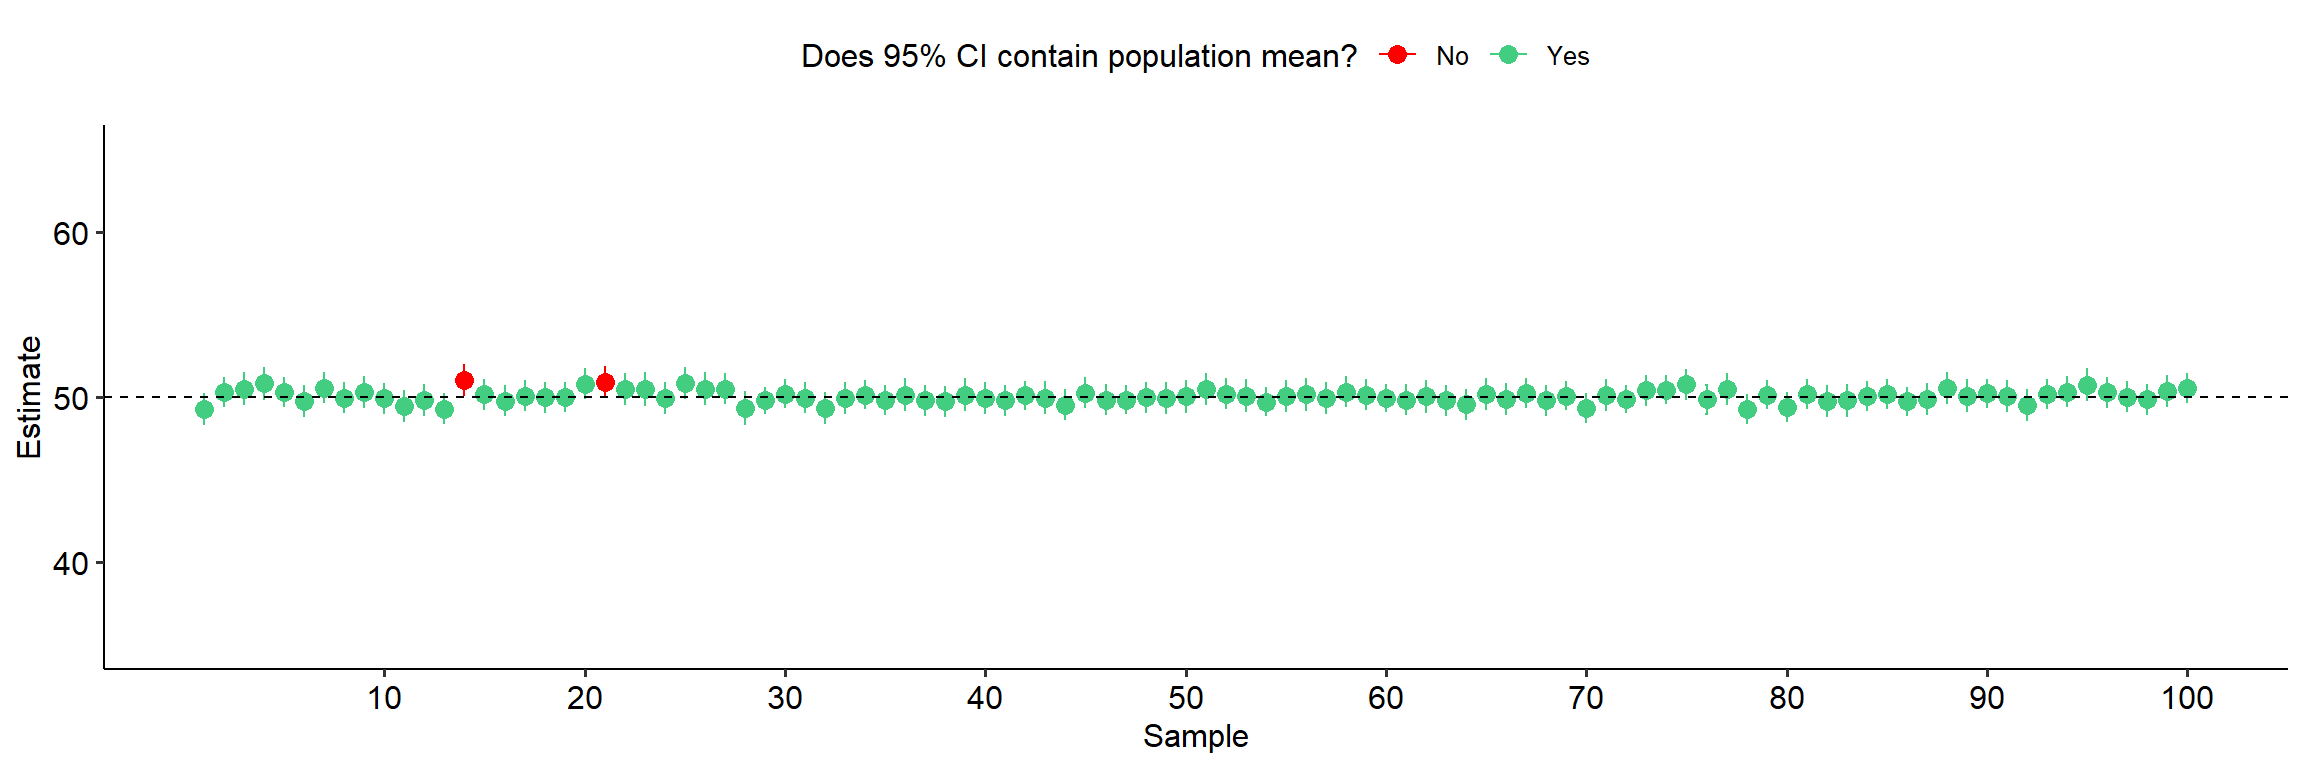 Does 95% CI contain population mean? No Yes
Estimate
60
50
40
10 20 30 40 50 60 70 80 90 100
Sample